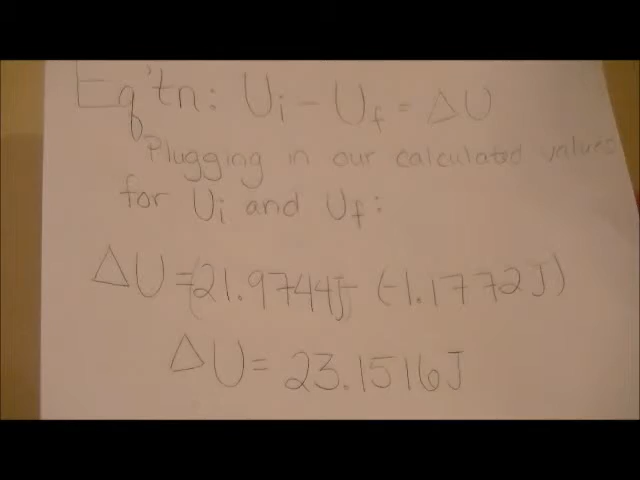 Eq'tn: Ui - Uf = ΔU
Plugging in our calculated values
for Ui and Uf:
ΔU=(21.9744J) - (-1.1772J)
ΔU= 23.1516J